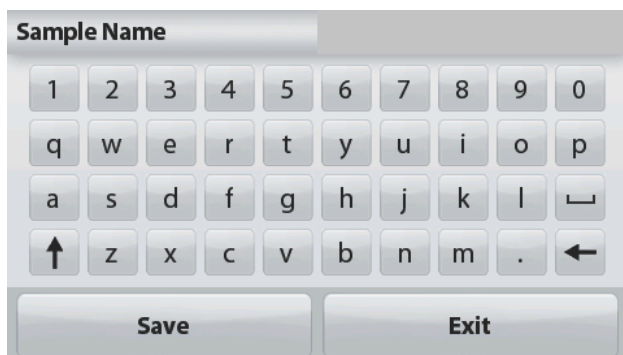 Sample Name
1 2 3 4 5 6 7 8 9 0
q w e r t y u i o p
a s d f g h j k l
z x c v b n m .
Save Exit